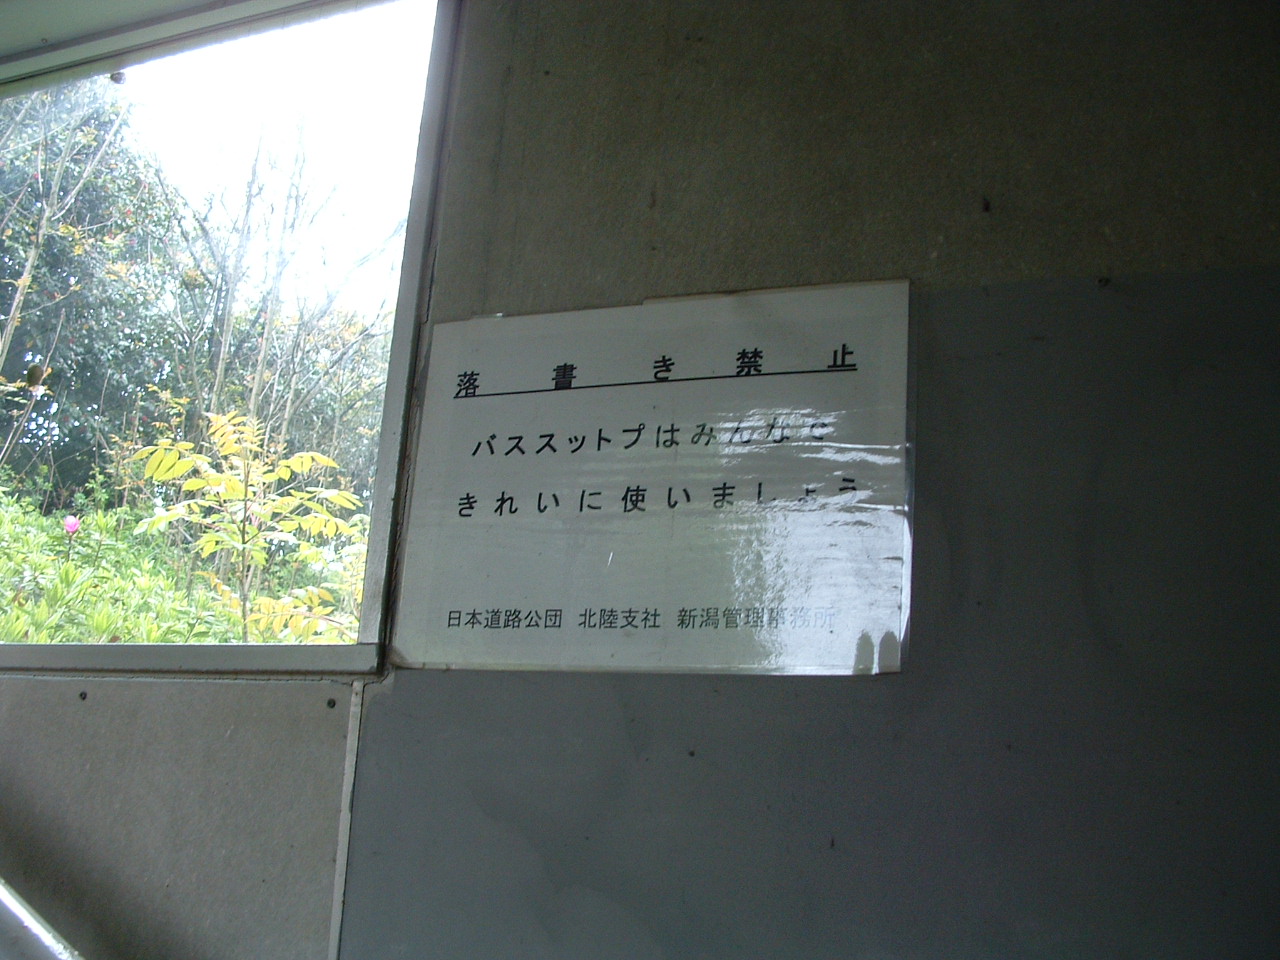 落書き禁止
バススットプはみんなで
きれいに使いましょう
日本道路公団 北陸支社 新潟管理事務所